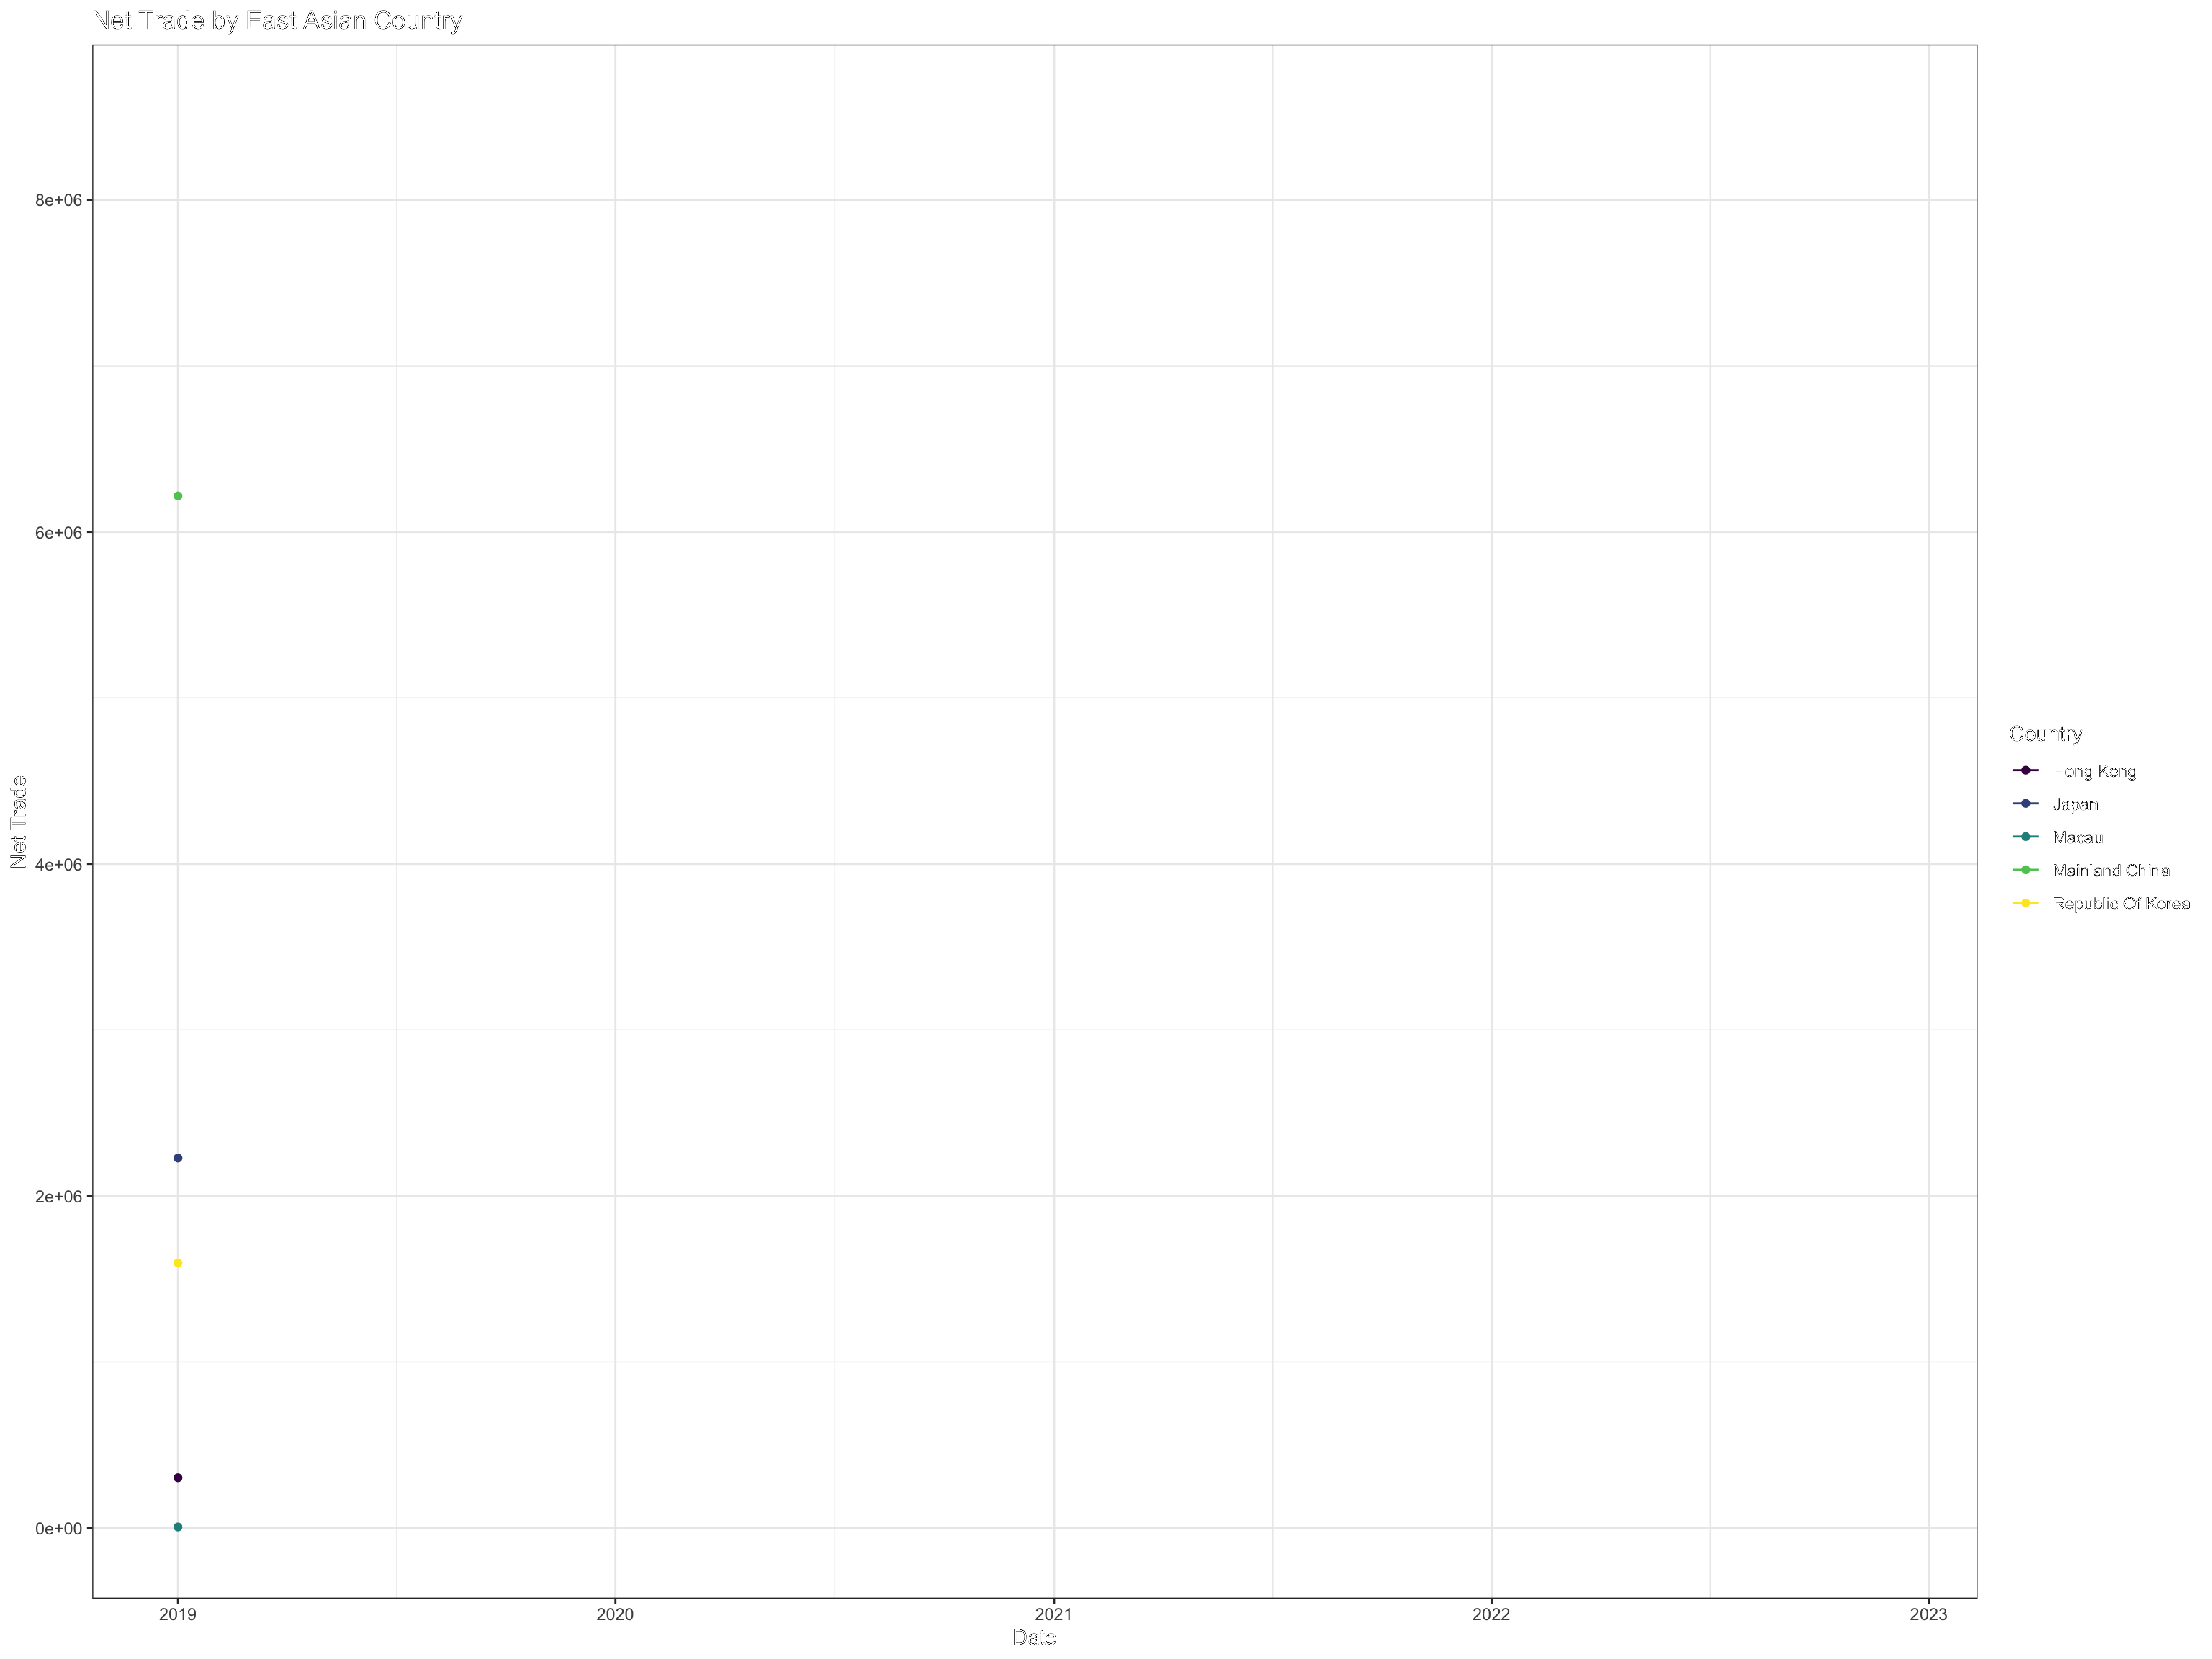 Net Trade by East Asian Country
8e+06
6e+06
4e+06
2e+06
0e+00
Net Trade
2019 2020 2021 2022 2023
Date
Country
Hong Kong
Japan
Macau
Mainland China
Republic Of Korea